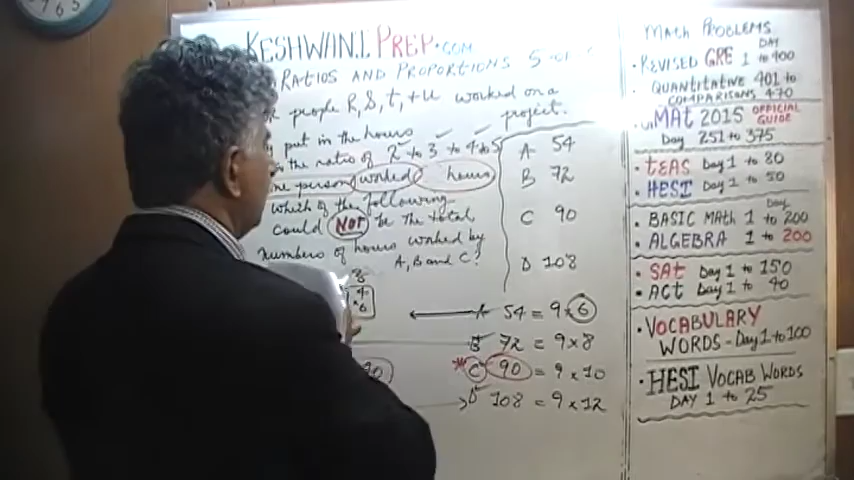 KESHWANI PREP.COM
RATIOS AND PROPORTIONS 5
people R, S, T, + U worked on a
project.
put in the hours
the ratio of 2 to 3 to 4 to 5
person worked hours
which of the following
could NOT be the total
numbers of hours worked by
A, B and C?
A 54
B 72
C 90
D 108
8
4
6
90
A 54 = 9 × 6
B 72 = 9 × 8
C 90 = 9 × 10
D 108 = 9 × 12
MATH PROBLEMS
DAY
• REVISED GRE 1 to 400
• QUANTITATIVE 401 to
COMPARISONS 470
• GMAT 2015 OFFICIAL
GUIDE
DAY 251 to 375
• TEAS Day 1 to 80
• HESI Day 1 to 50
Day
• BASIC MATH 1 to 200
• ALGEBRA 1 to 200
• SAT Day 1 to 150
• ACT Day 1 to 90
• VOCABULARY
WORDS - Day 1 to 100
• HESI VOCAB WORDS
DAY 1 to 25